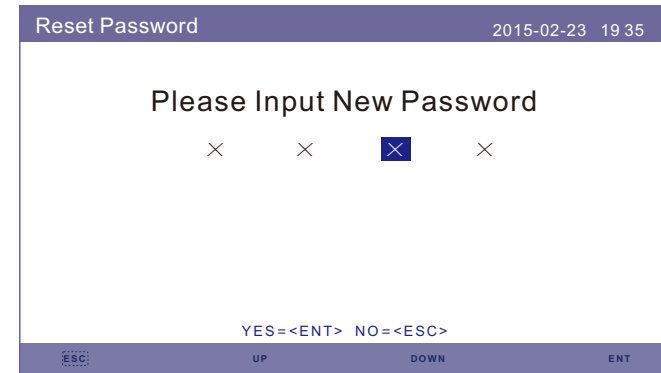 Reset Password 2015-02-23 19 35
Please Input New Password
× × × ×
YES=<ENT> NO=<ESC>
ESC UP DOWN ENT